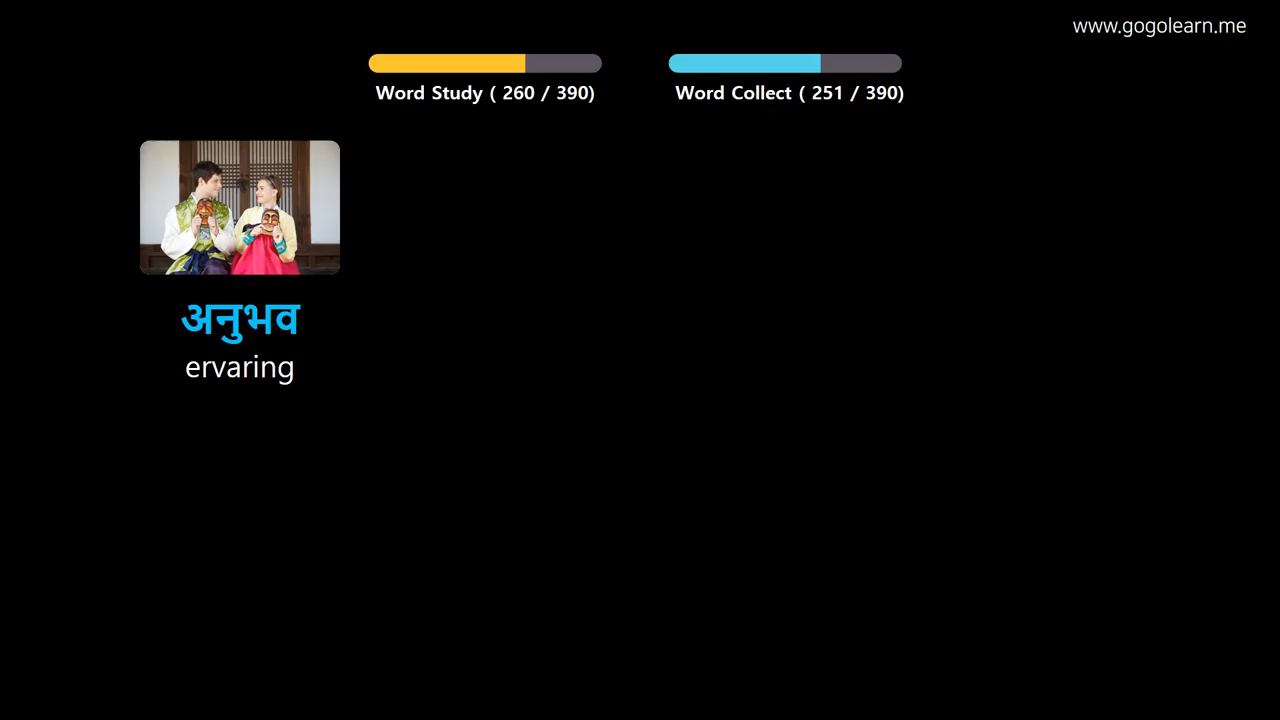 www.gogolearn.me
Word Study ( 260 / 390)
Word Collect ( 251 / 390)
अनुभव
ervaring